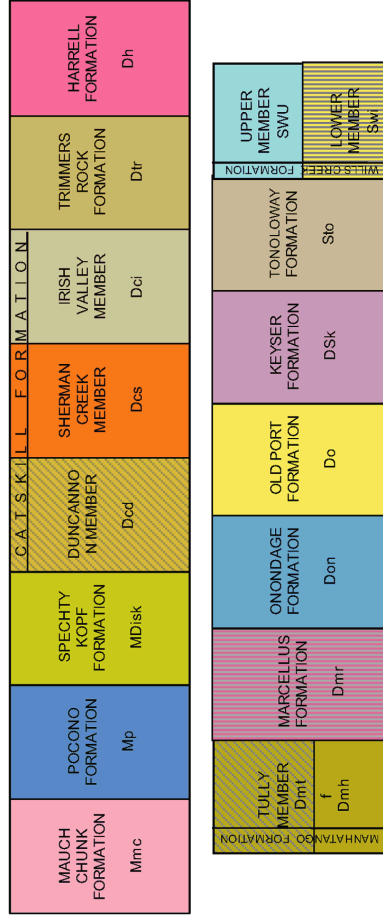 MAUCH
CHUNK
FORMATION
Mmc
POCONO
FORMATION
Mp
SPECHTY
KOPF
FORMATION
MDisk
CATSKILL FORMATION
DUNCANNO
N MEMBER
Dcd
SHERMAN
CREEK
MEMBER
Dcs
IRISH
VALLEY
MEMBER
Dci
TRIMMERS
ROCK
FORMATION
Dtr
HARRELL
FORMATION
Dh
MANHATANGO FORMATION
TULLY
MEMBER
Dmt
f
Dmh
MARCELLUS
FORMATION
Dmr
ONONDAGE
FORMATION
Don
OLD PORT
FORMATION
Do
KEYSER
FORMATION
DSk
TONOLOWAY
FORMATION
Sto
WILLS CREEK
FORMATION
UPPER
MEMBER
SWU
LOWER
MEMBER
Swi